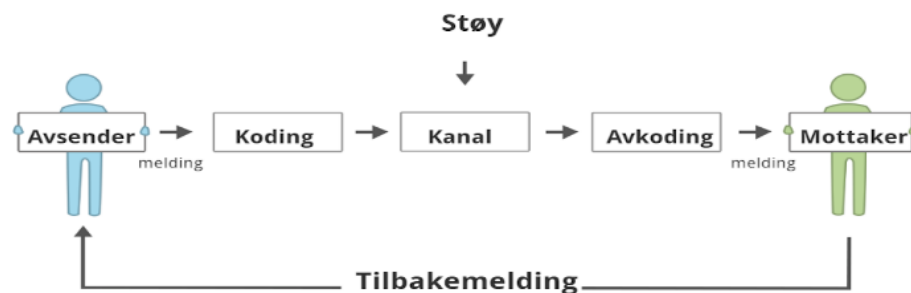 Støy
Avsender
melding
Koding
Kanal
Avkoding
melding
Mottaker
Tilbakemelding